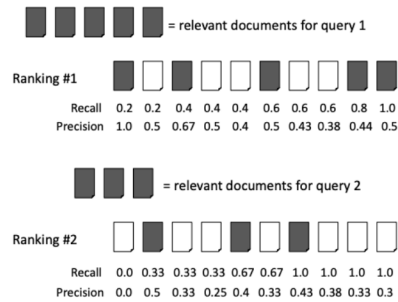 = relevant documents for query 1
Ranking #1
Recall 0.2 0.2 0.4 0.4 0.4 0.6 0.6 0.6 0.8 1.0
Precision 1.0 0.5 0.67 0.5 0.4 0.5 0.43 0.38 0.44 0.5
= relevant documents for query 2
Ranking #2
Recall 0.0 0.33 0.33 0.33 0.67 0.67 1.0 1.0 1.0 1.0
Precision 0.0 0.5 0.33 0.25 0.4 0.33 0.43 0.38 0.33 0.3